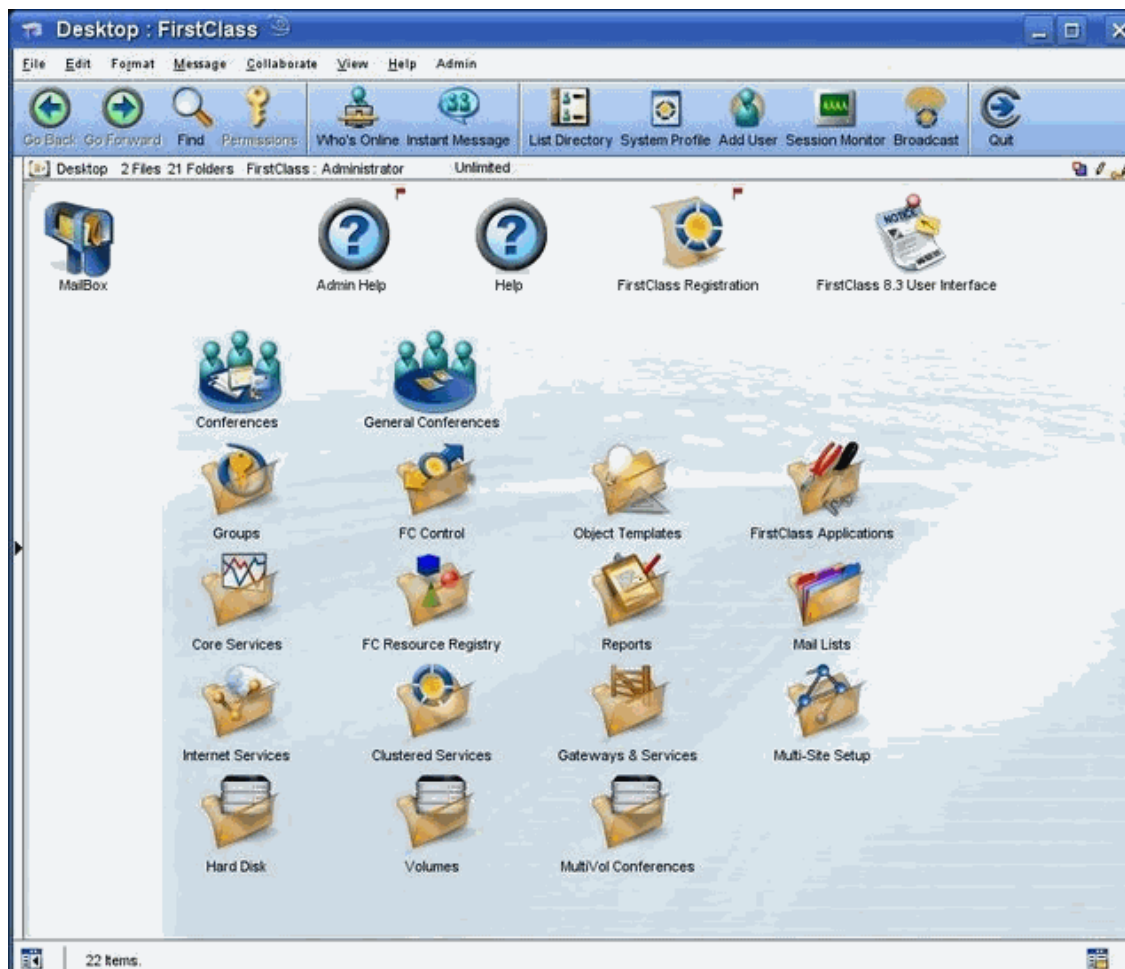 Desktop : FirstClass
File Edit Format Message Collaborate View Help Admin
Go Back Go Forward Find Permissions Who's Online Instant Message List Directory System Profile Add User Session Monitor Broadcast Quit
Desktop 2 Files 21 Folders FirstClass : Administrator Unlimited
MailBox Admin Help Help FirstClass Registration FirstClass 8.3 User Interface
NOTICE
Conferences General Conferences
Groups FC Control Object Templates FirstClass Applications
Core Services FC Resource Registry Reports Mail Lists
Internet Services Clustered Services Gateways & Services Multi-Site Setup
Hard Disk Volumes MultiVol Conferences
22 Items.